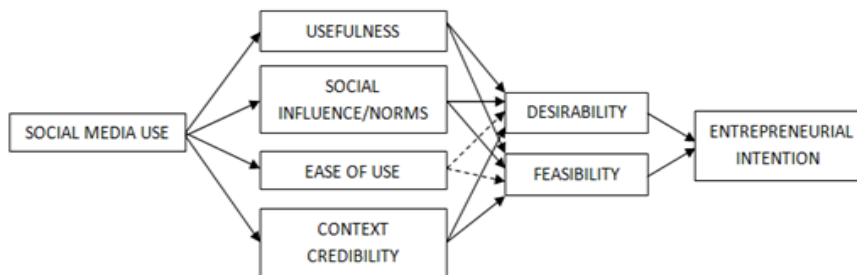 USEFULNESS
SOCIAL
INFLUENCE/NORMS
SOCIAL MEDIA USE
EASE OF USE
CONTEXT
CREDIBILITY
DESIRABILITY
FEASIBILITY
ENTREPRENEURIAL
INTENTION